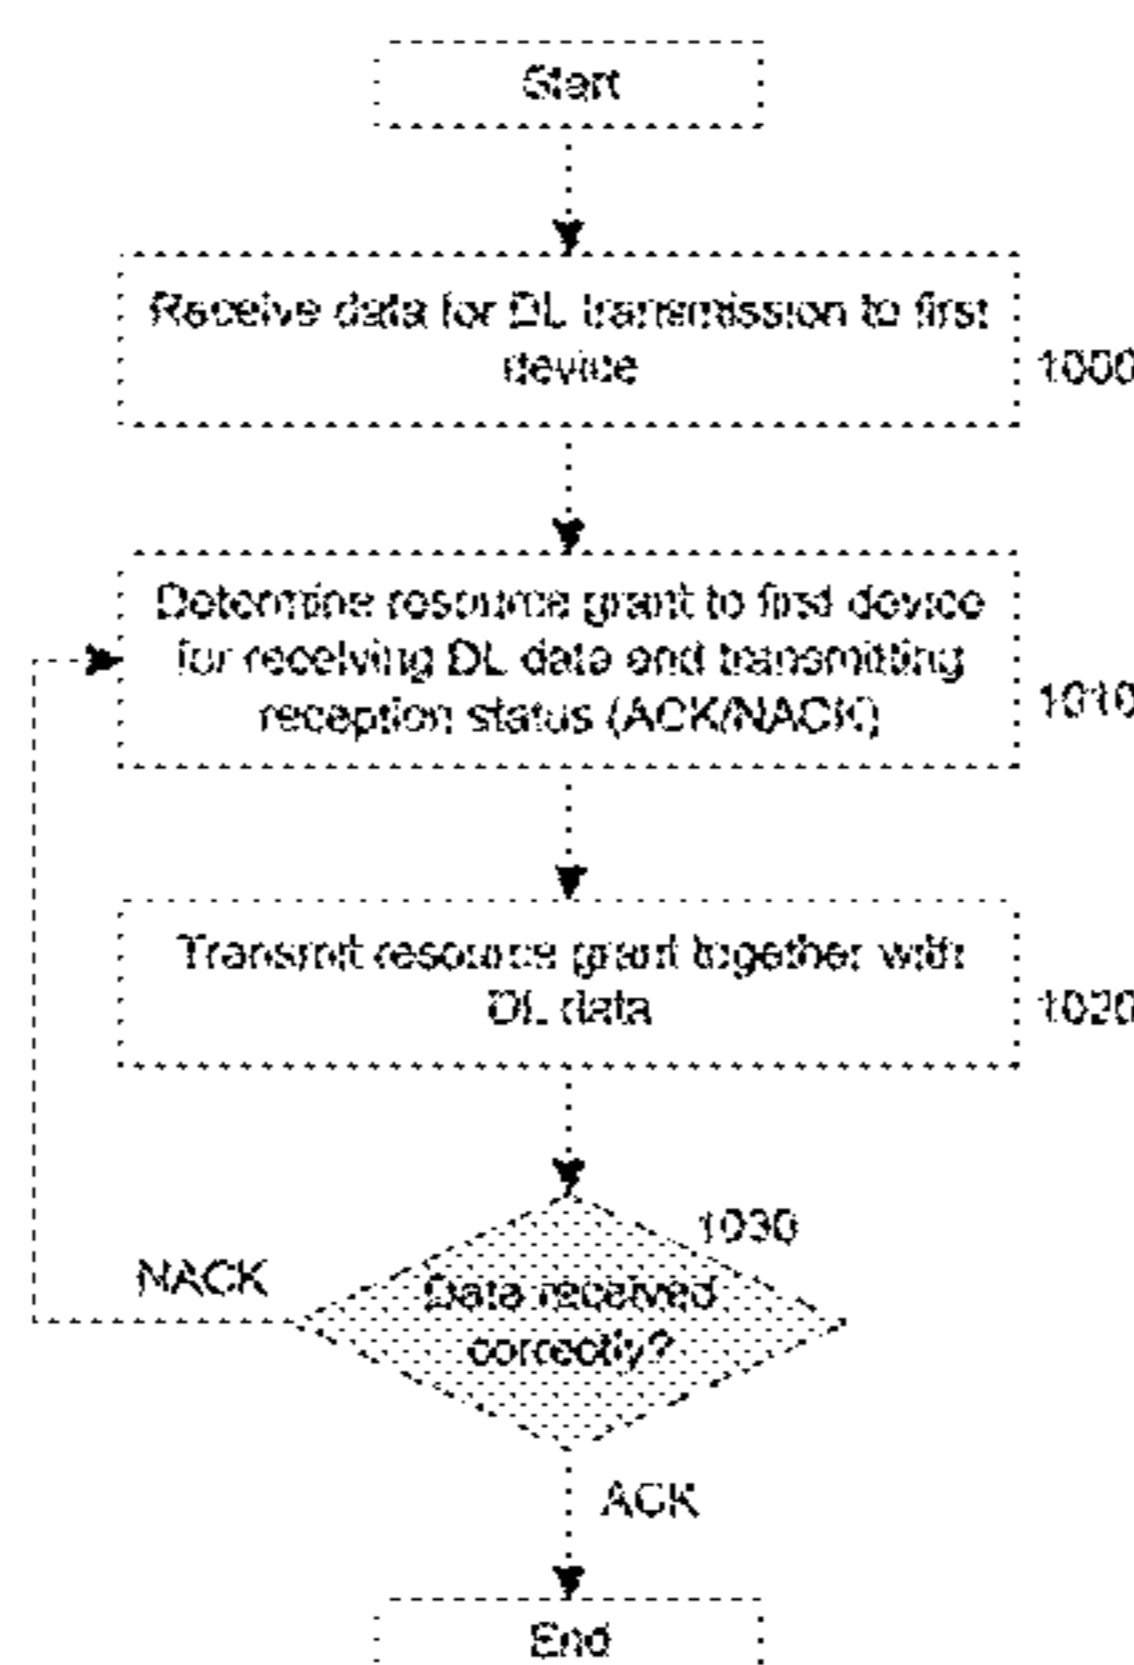 Start
Receive data for DL transmission to first
device
1000
Determine resource grant to first device
for receiving DL data and transmitting
reception status (ACK/NACK)
1010
Transmit resource grant together with
DL data
1020
1030
NACK
Data received
correctly?
ACK
End